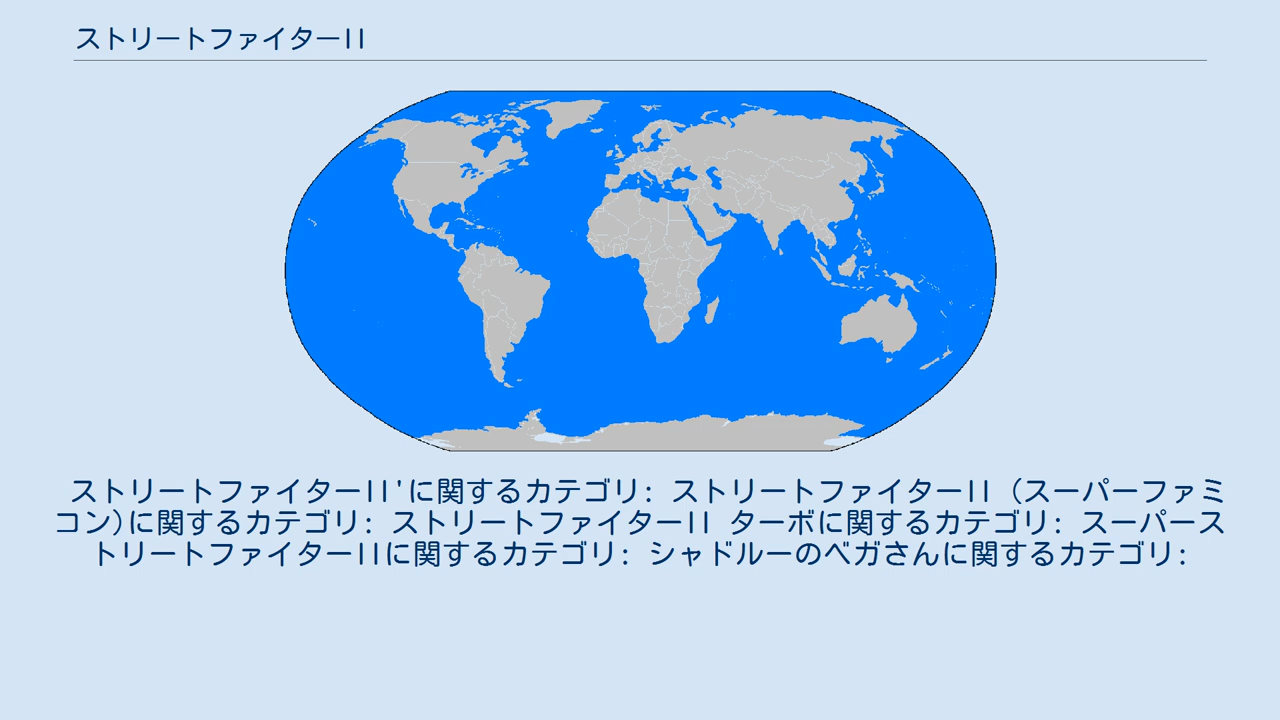 ストリートファイターII
ストリートファイターII'に関するカテゴリ: ストリートファイターII (スーパーファミ
コン)に関するカテゴリ: ストリートファイターII ターボに関するカテゴリ: スーパース
トリートファイターIIに関するカテゴリ: シャドルーのベガさんに関するカテゴリ: